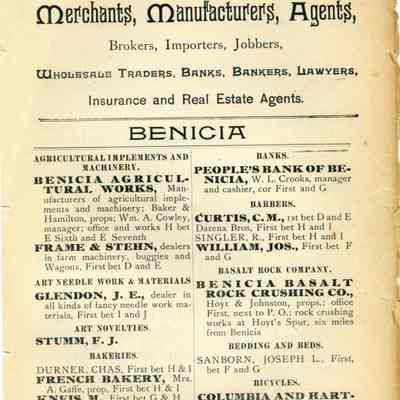 Merchants, Manufacturers, Agents,
Brokers, Importers, Jobbers,
Wholesale Traders, Banks, Bankers, Lawyers,
Insurance and Real Estate Agents.
BENICIA
AGRICULTURAL IMPLEMENTS AND
MACHINERY.
BENICIA AGRICUL-
TURAL WORKS, Man-
ufacturers of agricultural imple-
ments and machinery; Baker &
Hamilton, props; Wm. A. Cowley,
manager; office and works H bet
E Sixth and E Seventh
FRAME & STEHN, dealers
in farm machinery, buggies and
Wagons, First bet D and E
ART NEEDLE WORK & MATERIALS
GLENDON, J. E., dealer in
all kinds of fancy needle work ma-
terials, First bet I and J
ART NOVELTIES.
STUMM, F. J.
BAKERIES.
DURNER, CHAS, First bet H & I
FRENCH BAKERY, Mrs.
A. Gaffe, prop, First bet H & I
KNEIS, M., First bet G & H
BANKS.
PEOPLE'S BANK OF BE-
NICIA, W. L. Crooks, manager
and cashier, cor First and G
BARBERS.
CURTIS, C. M., 1st bet D and E
Darena Bros, First bet H and I
SINGLER, R., First bet H and I
WILLIAM, JOS., First bet F
and G
BASALT ROCK COMPANY.
BENICIA BASALT
ROCK CRUSHING CO.,
Hoyt & Johnston, props.; office
First, next to P. O.; rock crushing
works at Hoyt's Spur, six miles
from Benicia
BEDDING AND BEDS.
SANBORN, JOSEPH L., First,
bet F and G
BICYCLES.
COLUMBIA AND HART-